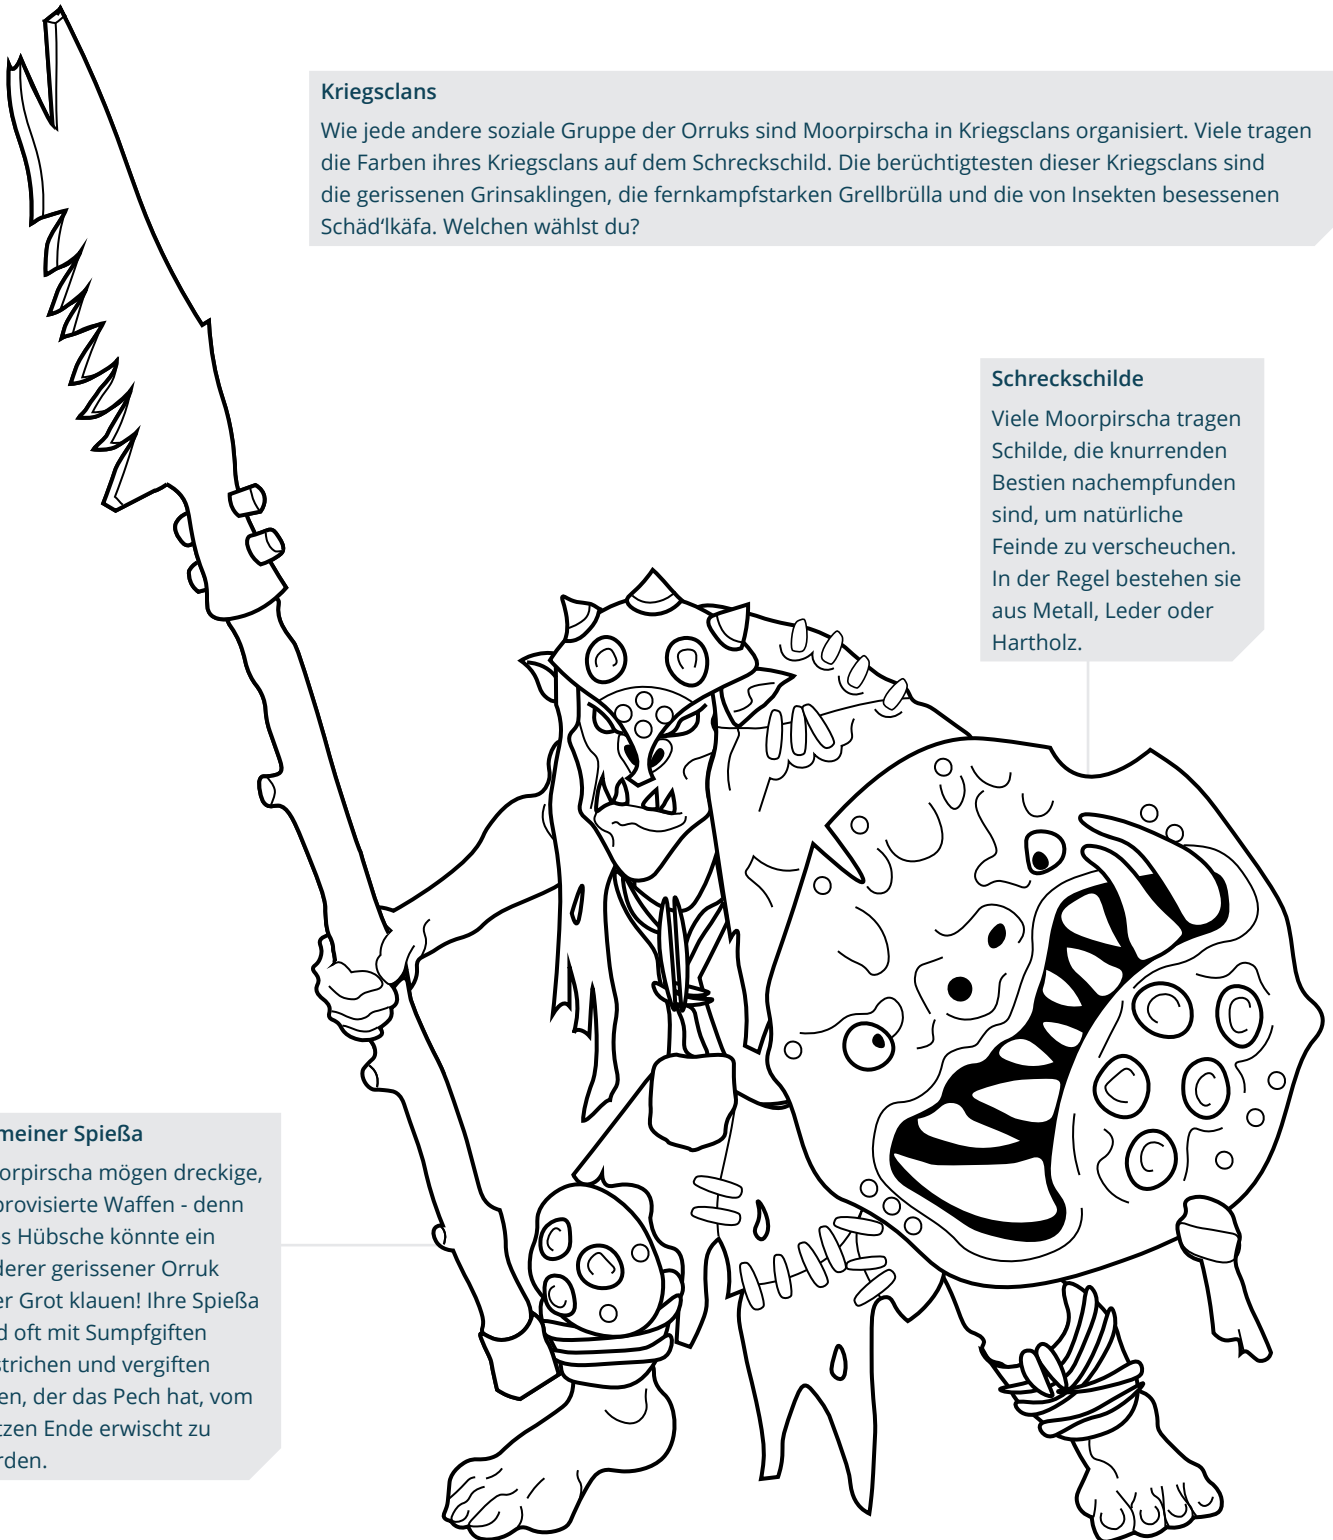 Kriegsclans
Wie jede andere soziale Gruppe der Orruks sind Moorpirscha in Kriegsclans organisiert. Viele tragen
die Farben ihres Kriegsclans auf dem Schreckschild. Die berüchtigtesten dieser Kriegsclans sind
die gerissenen Grinsaklingen, die fernkampfstarken Grellbrülla und die von Insekten besessenen
Schäd‘lkäfa. Welchen wählst du?
Schreckschilde
Viele Moorpirscha tragen
Schilde, die knurrenden
Bestien nachempfunden
sind, um natürliche
Feinde zu verscheuchen.
In der Regel bestehen sie
aus Metall, Leder oder
Hartholz.
meiner Spießa
orpirscha mögen dreckige,
provisierte Waffen - denn
s Hübsche könnte ein
derer gerissener Orruk
er Grot klauen! Ihre Spießa
d oft mit Sumpfgiften
strichen und vergiften
en, der das Pech hat, vom
tzen Ende erwischt zu
rden.